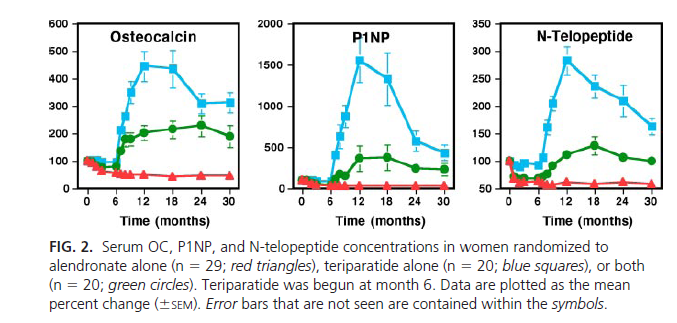 Osteocalcin
600
500
400
300
200
100
0
0 6 12 18 24 30
Time (months)
P1NP
2000
1500
1000
500
0
0 6 12 18 24 30
Time (months)
N-Telopeptide
350
300
250
200
150
100
50
0 6 12 18 24 30
Time (months)
FIG. 2. Serum OC, P1NP, and N-telopeptide concentrations in women randomized to
alendronate alone (n = 29; red triangles), teriparatide alone (n = 20; blue squares), or both
(n = 20; green circles). Teriparatide was begun at month 6. Data are plotted as the mean
percent change (±SEM). Error bars that are not seen are contained within the symbols.